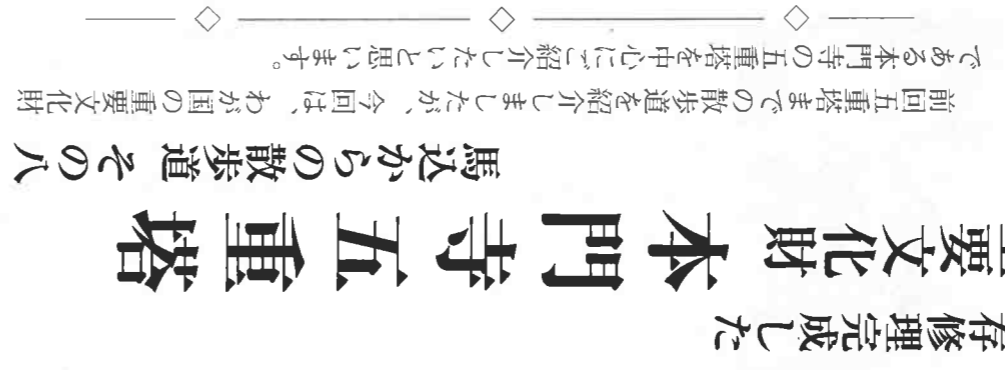 存修理完成した
要文化財 本門寺五重塔
馬込からの散歩道 その八
前回五重塔までの散歩道を紹介しましたが、今回は、わが国の重要文化財
である本門寺の五重塔を中心にご紹介したいと思います。